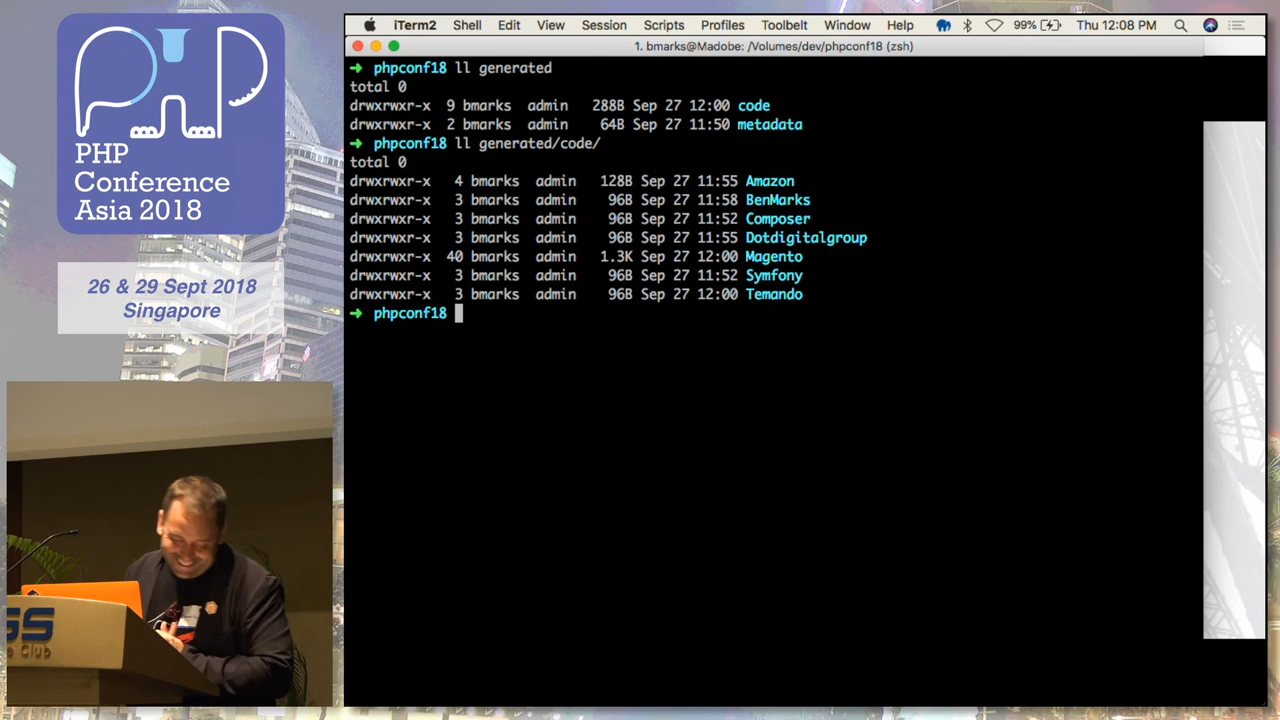 PHP
Conference
Asia 2018
26 & 29 Sept 2018
Singapore
iTerm2 Shell Edit View Session Scripts Profiles Toolbelt Window Help 99% Thu 12:08 PM
1. bmarks@Madobe: /Volumes/dev/phpconf18 (zsh)
➜ phpconf18 ll generated
total 0
drwxrwxr-x 9 bmarks admin 288B Sep 27 12:00 code
drwxrwxr-x 2 bmarks admin 64B Sep 27 11:50 metadata
➜ phpconf18 ll generated/code/
total 0
drwxrwxr-x 4 bmarks admin 128B Sep 27 11:55 Amazon
drwxrwxr-x 3 bmarks admin 96B Sep 27 11:58 BenMarks
drwxrwxr-x 3 bmarks admin 96B Sep 27 11:52 Composer
drwxrwxr-x 3 bmarks admin 96B Sep 27 11:55 Dotdigitalgroup
drwxrwxr-x 40 bmarks admin 1.3K Sep 27 12:00 Magento
drwxrwxr-x 3 bmarks admin 96B Sep 27 11:52 Symfony
drwxrwxr-x 3 bmarks admin 96B Sep 27 12:00 Temando
➜ phpconf18
Club